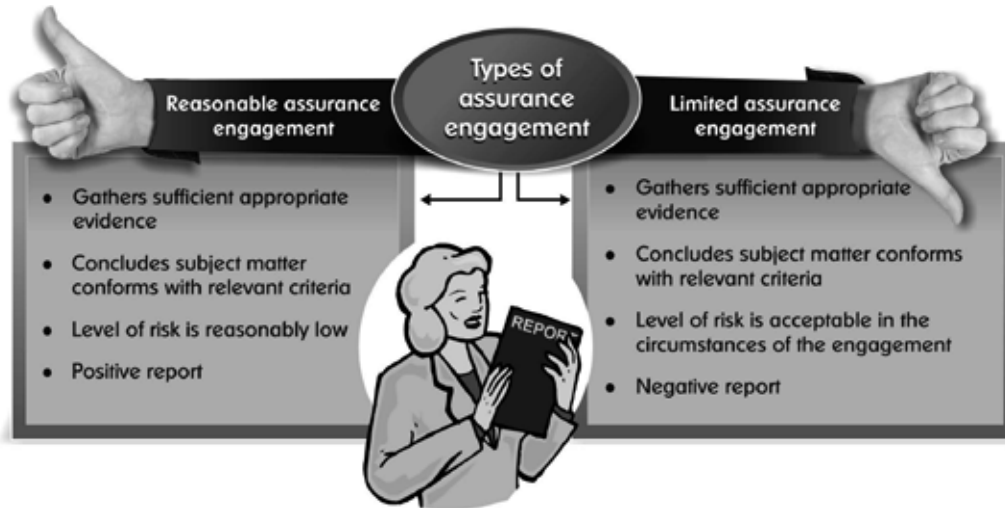 Types of
assurance
engagement
Reasonable assurance
engagement
• Gathers sufficient appropriate
evidence
• Concludes subject matter
conforms with relevant criteria
• Level of risk is reasonably low
• Positive report
Limited assurance
engagement
• Gathers sufficient appropriate
evidence
• Concludes subject matter conforms
with relevant criteria
• Level of risk is acceptable in the
circumstances of the engagement
• Negative report
REPORT